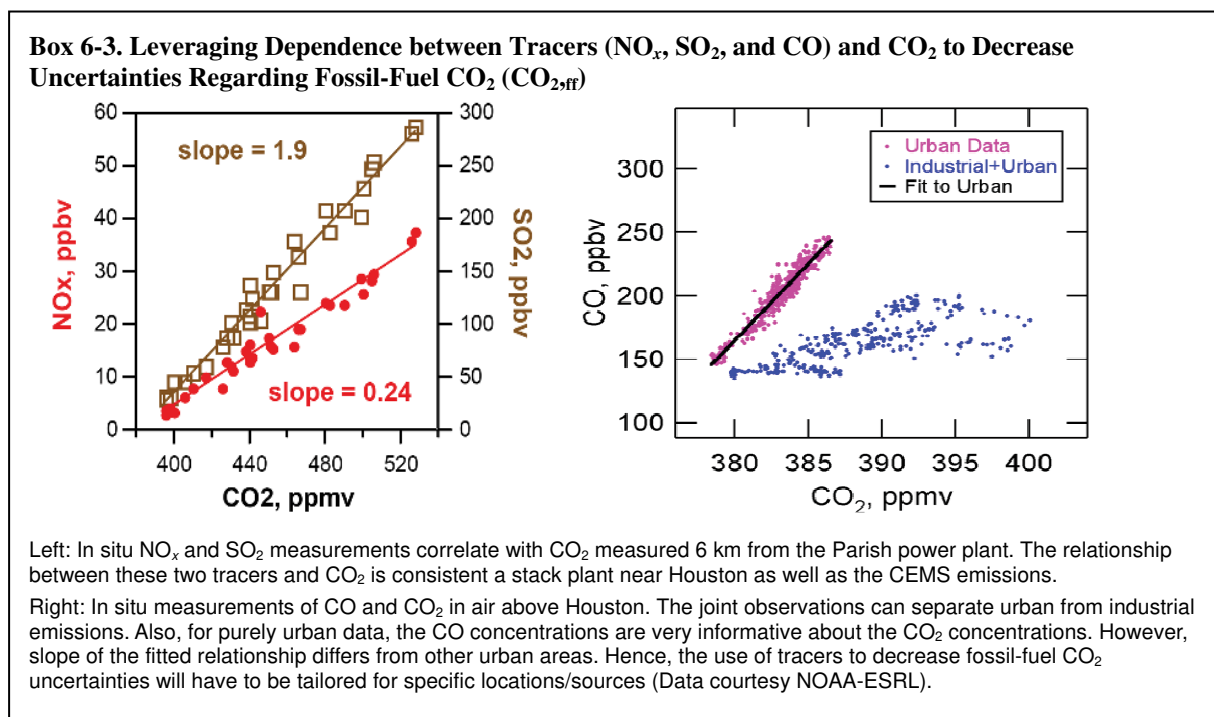 Box 6-3. Leveraging Dependence between Tracers (NOx, SO2, and CO) and CO2 to Decrease
Uncertainties Regarding Fossil-Fuel CO2 (CO2,ff)
60
50
40
30
20
10
0
NOx, ppbv
slope = 1.9
slope = 0.24
300
250
200
150
100
50
0
SO2, ppbv
400
440
480
520
CO2, ppmv
300
250
200
150
100
CO, ppbv
Urban Data
Industrial+Urban
Fit to Urban
380
385
390
395
400
CO2, ppmv
Left: In situ NOx and SO2 measurements correlate with CO2 measured 6 km from the Parish power plant. The relationship
between these two tracers and CO2 is consistent a stack plant near Houston as well as the CEMS emissions.
Right: In situ measurements of CO and CO2 in air above Houston. The joint observations can separate urban from industrial
emissions. Also, for purely urban data, the CO concentrations are very informative about the CO2 concentrations. However,
slope of the fitted relationship differs from other urban areas. Hence, the use of tracers to decrease fossil-fuel CO2
uncertainties will have to be tailored for specific locations/sources (Data courtesy NOAA-ESRL).